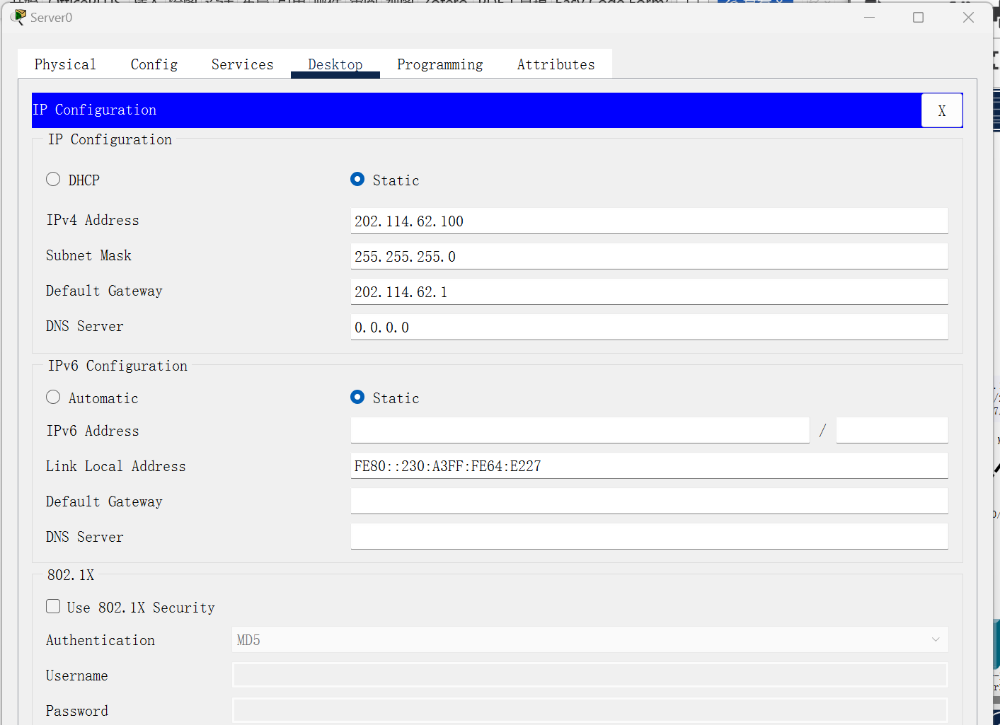 Server0
Physical Config Services Desktop Programming Attributes
IP Configuration X
IP Configuration
DHCP Static
IPv4 Address 202.114.62.100
Subnet Mask 255.255.255.0
Default Gateway 202.114.62.1
DNS Server 0.0.0.0
IPv6 Configuration
Automatic Static
IPv6 Address /
Link Local Address FE80::230:A3FF:FE64:E227
Default Gateway
DNS Server
802.1X
Use 802.1X Security
Authentication MD5
Username
Password